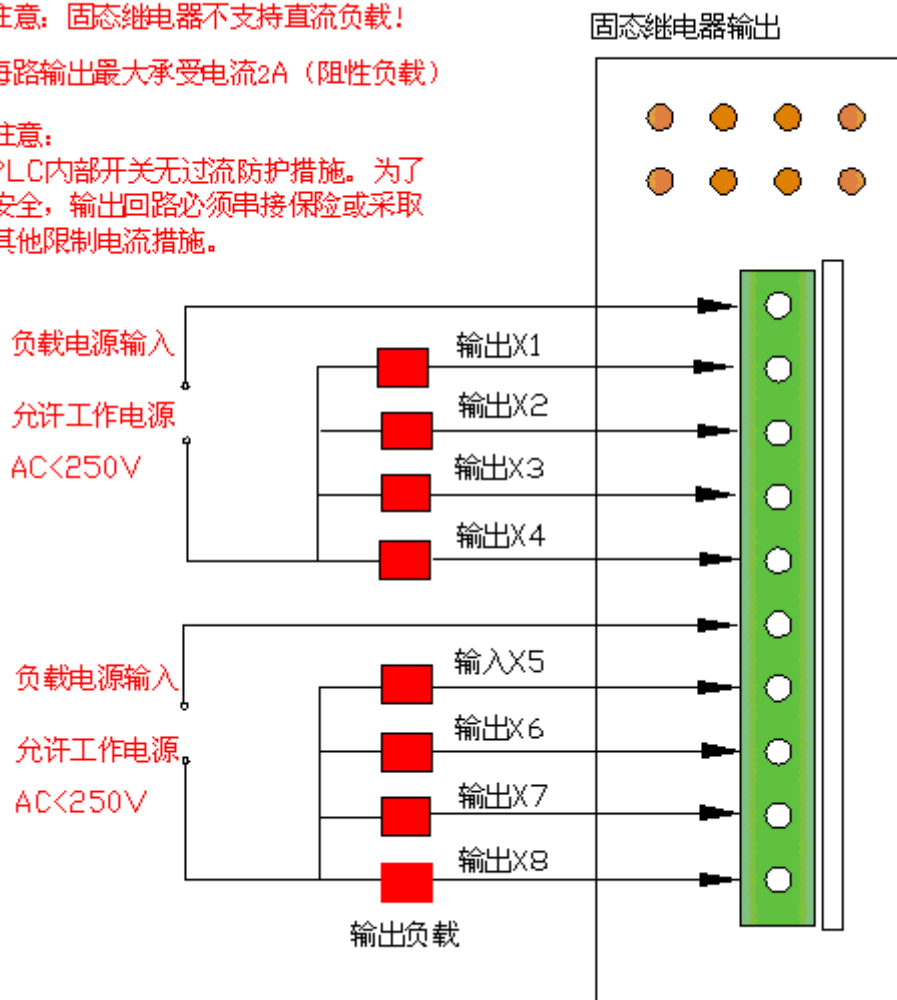 注意：固态继电器不支持直流负载！
每路输出最大承受电流2A（阻性负载）
注意：
PLC内部开关无过流防护措施。为了
安全，输出回路必须串接保险或采取
其他限制电流措施。
固态继电器输出
负载电源输入
允许工作电源
AC<250V
输出X1
输出X2
输出X3
输出X4
负载电源输入
允许工作电源
AC<250V
输入X5
输出X6
输出X7
输出X8
输出负载